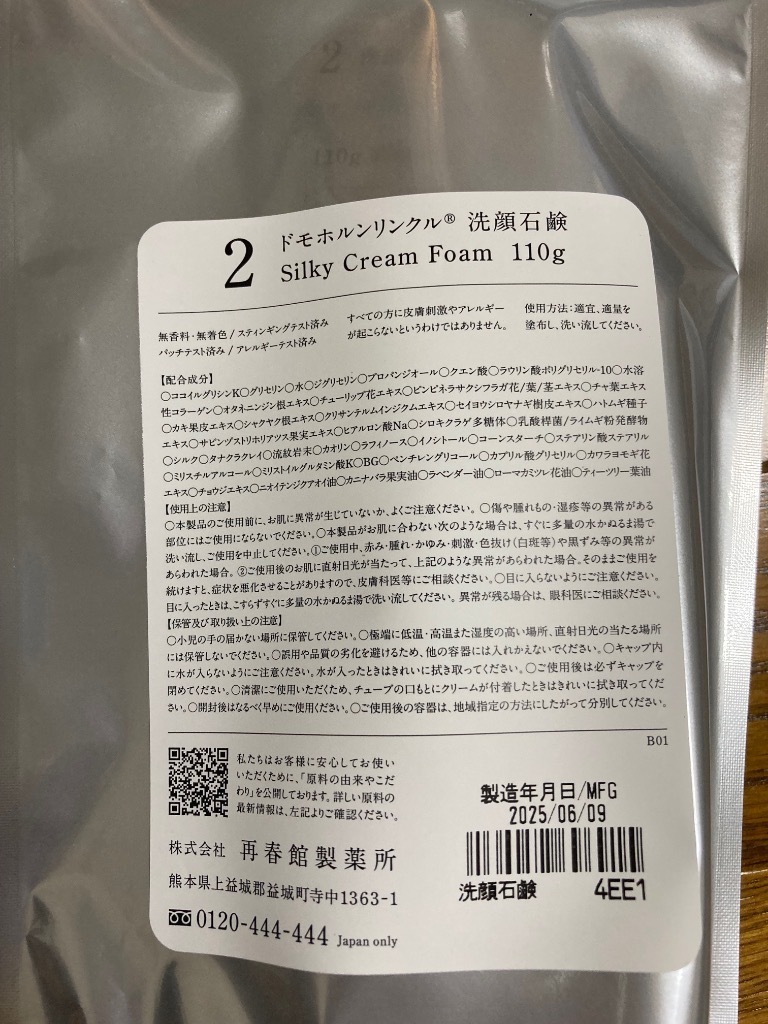 2
ドモホルンリンクル® 洗顔石鹸
Silky Cream Foam 110g
無香料・無着色 / スティンギングテスト済み
パッチテスト済み / アレルギーテスト済み
すべての方に皮膚刺激やアレルギー
が起こらないというわけではありません。
使用方法：適宜、適量を
塗布し、洗い流してください。
【配合成分】
○ココイルグリシンK○グリセリン○水○ジグリセリン○プロパンジオール○クエン酸○ラウリン酸ポリグリセリル-10○水溶
性コラーゲン○オタネニンジン根エキス○チューリップ花エキス○ピンピネラサクシフラガ花/葉/茎エキス○チャ葉エキス
○カキ果皮エキス○シャクヤク根エキス○クリサンテルムインジクムエキス○セイヨウシロヤナギ樹皮エキス○ハトムギ種子
エキス○サピンヅストリホリアツス果実エキス○ヒアルロン酸Na○シロキクラゲ多糖体○乳酸桿菌/ライムギ粉発酵物
○シルク○タナクラクレイ○流紋岩末○カオリン○ラフィノース○イノシトール○コーンスターチ○ステアリン酸ステアリル
○ミリスチルアルコール○ミリストイルグルタミン酸K○BG○ペンチレングリコール○カプリル酸グリセリル○カワラヨモギ花
エキス○チョウジエキス○ニオイテンジクアオイ油○カニナバラ果実油○ラベンダー油○ローマカミツレ花油○ティーツリー葉油
【使用上の注意】
○本製品のご使用前に、お肌に異常が生じていないか、よくご注意ください。○傷や腫れもの・湿疹等の異常がある
部位にはご使用にならないでください。○本製品がお肌に合わない次のような場合は、すぐに多量の水かぬるま湯で
洗い流し、ご使用を中止してください。①ご使用中、赤み・腫れ・かゆみ・刺激・色抜け(白斑等)や黒ずみ等の異常が
あらわれた場合。②ご使用後のお肌に直射日光が当たって、上記のような異常があらわれた場合。そのままご使用を
続けますと、症状を悪化させることがありますので、皮膚科医等にご相談ください。○目に入らないようにご注意ください。
目に入ったときは、こすらずすぐに多量の水かぬるま湯で洗い流してください。異常が残る場合は、眼科医にご相談ください。
【保管及び取り扱い上の注意】
○小児の手の届かない場所に保管してください。○極端に低温・高温また湿度の高い場所、直射日光の当たる場所
には保管しないでください。○誤用や品質の劣化を避けるため、他の容器には入れかえないでください。○キャップ内
に水が入らないようにご注意ください。水が入ったときはきれいに拭き取ってください。○ご使用後は必ずキャップを
閉めてください。○清潔にご使用いただくため、チューブの口もとにクリームが付着したときはきれいに拭き取ってくだ
さい。○開封後はなるべく早めにご使用ください。○ご使用後の容器は、地域指定の方法にしたがって分別してください。
B01
私たちはお客様に安心してお使い
いただくために、「原料の由来やこだ
わり」を公開しております。詳しい原料の
最新情報は、左記よりご確認ください。
株式会社 再春館製薬所
熊本県上益城郡益城町寺中1363-1
0120-444-444 Japan only
製造年月日/MFG
2025/06/09
洗顔石鹸 4EE1